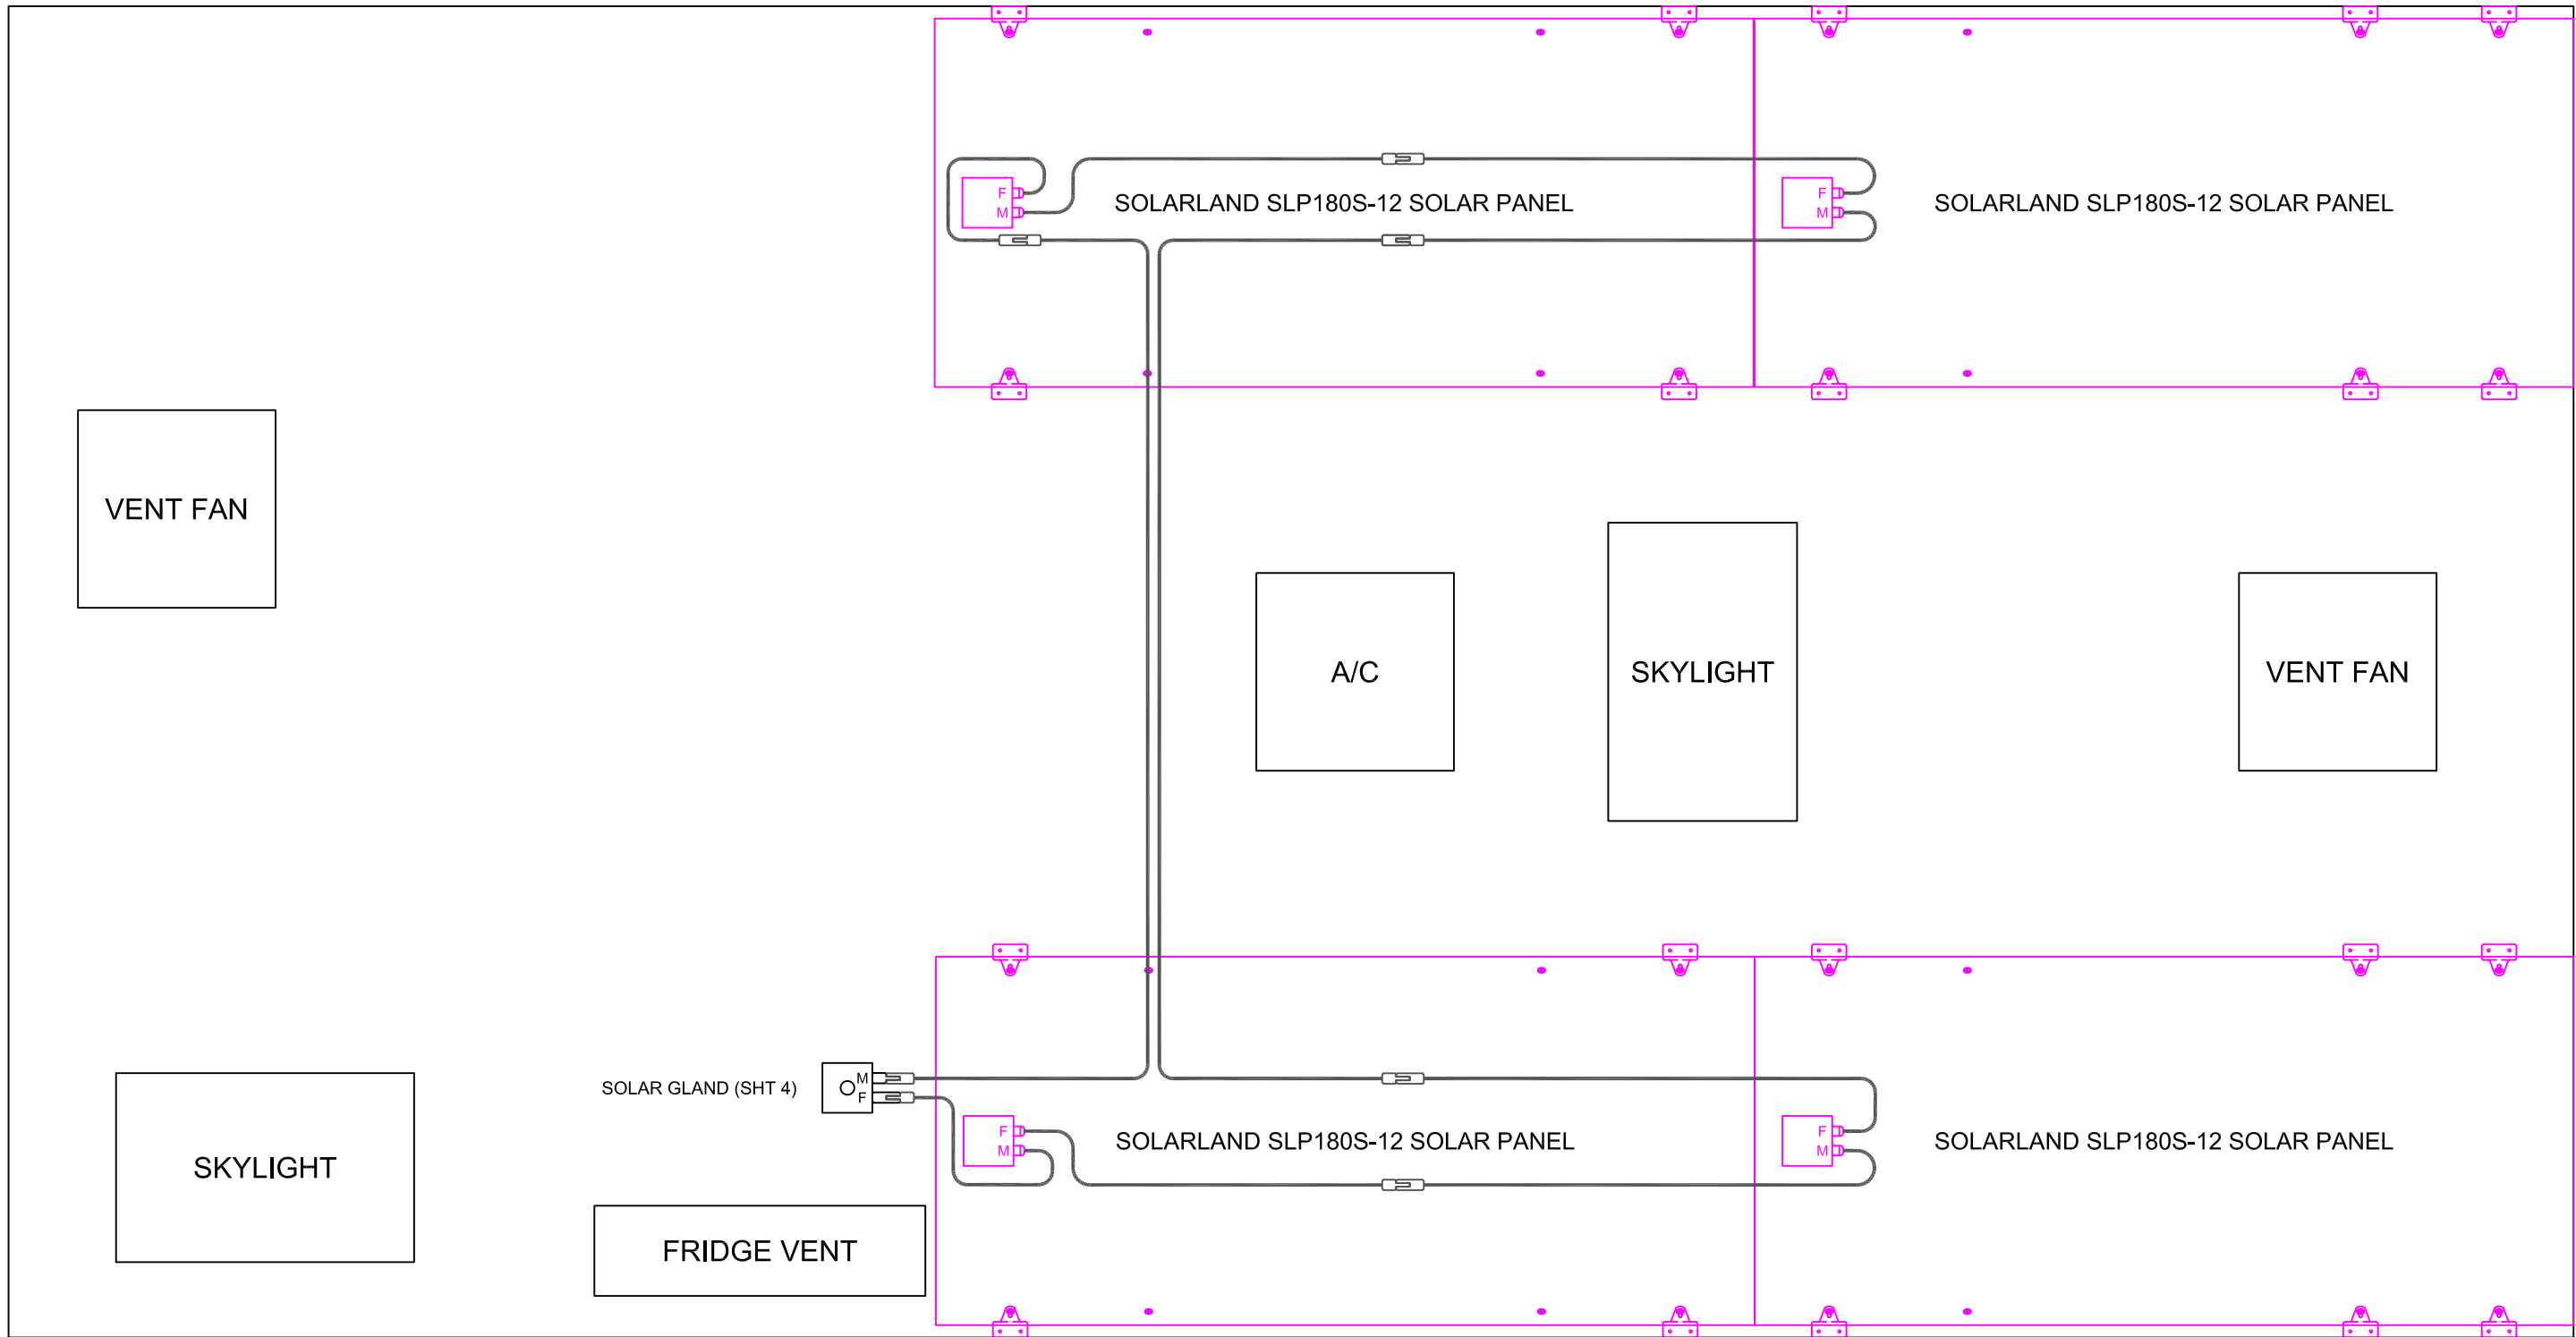 F
M
SOLARLAND SLP180S-12 SOLAR PANEL
F
M
SOLARLAND SLP180S-12 SOLAR PANEL
VENT FAN
A/C
SKYLIGHT
VENT FAN
SOLAR GLAND (SHT 4)
M
F
F
M
SOLARLAND SLP180S-12 SOLAR PANEL
F
M
SOLARLAND SLP180S-12 SOLAR PANEL
SKYLIGHT
FRIDGE VENT